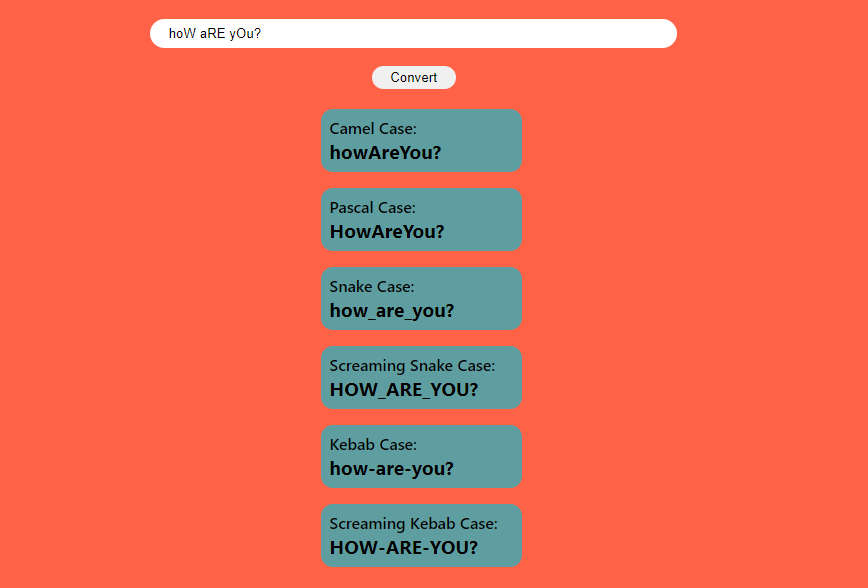 hoW aRE yOu?
Convert
Camel Case:
howAreYou?
Pascal Case:
HowAreYou?
Snake Case:
how_are_you?
Screaming Snake Case:
HOW_ARE_YOU?
Kebab Case:
how-are-you?
Screaming Kebab Case:
HOW-ARE-YOU?